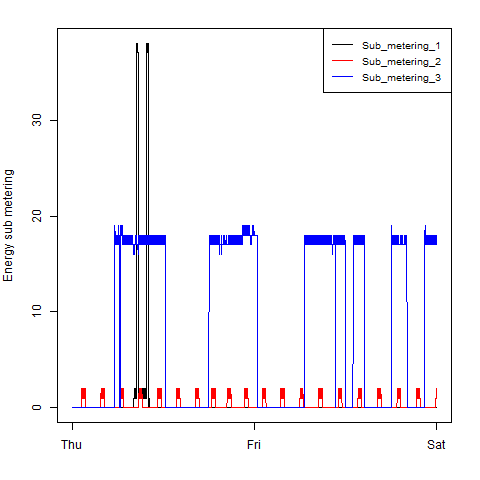 Sub_metering_1
Sub_metering_2
Sub_metering_3
Energy sub metering
30
20
10
0
Thu Fri Sat